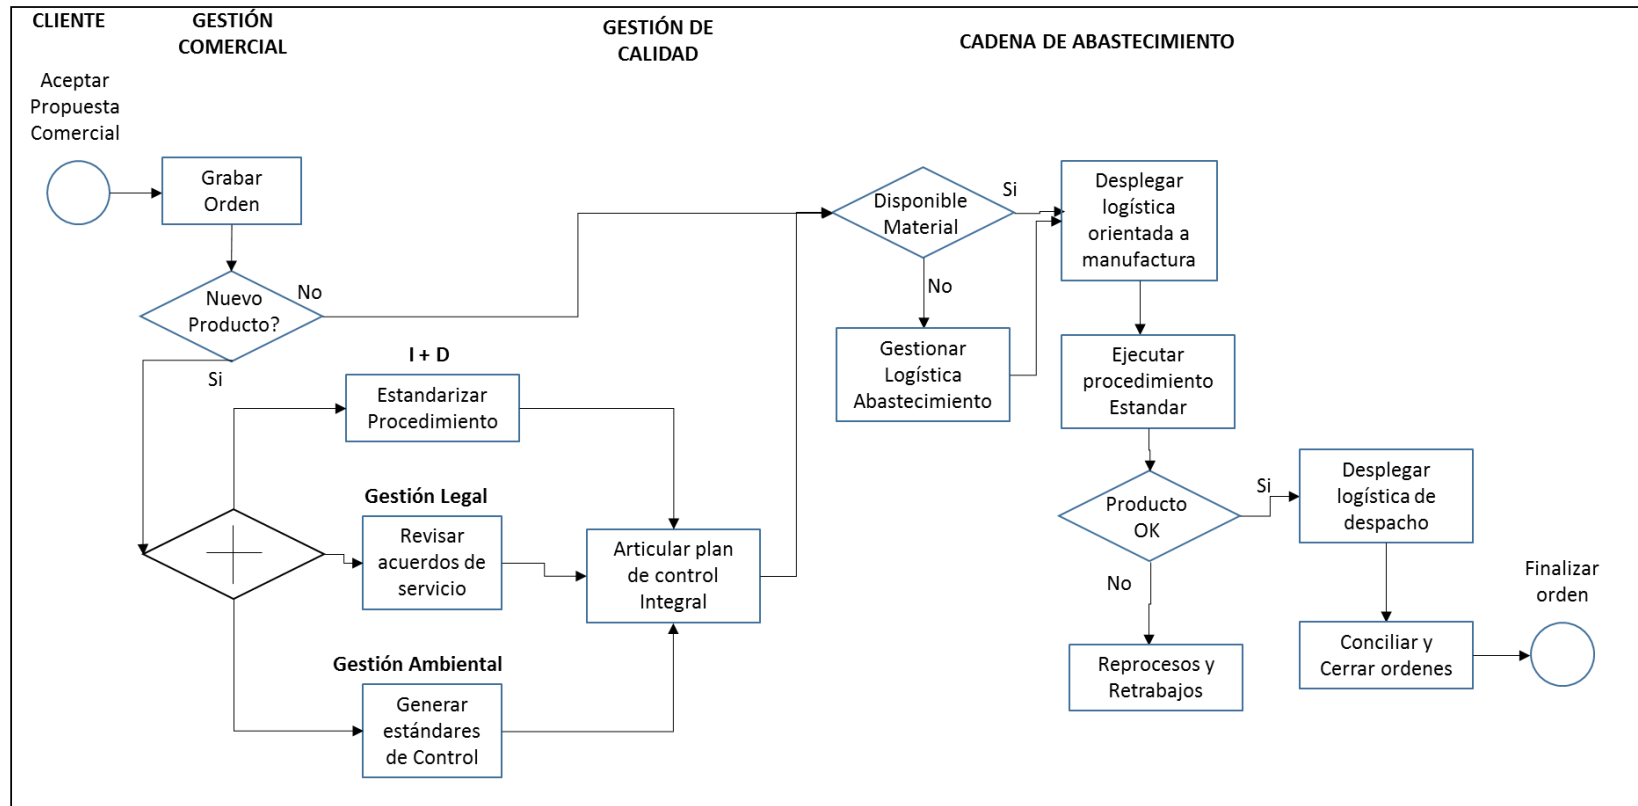 CLIENTE
GESTIÓN
COMERCIAL
GESTIÓN DE
CALIDAD
CADENA DE ABASTECIMIENTO
Aceptar
Propuesta
Comercial
Grabar
Orden
Nuevo
Producto?
No
Si
I + D
Estandarizar
Procedimiento
Gestión Legal
Revisar
acuerdos de
servicio
Gestión Ambiental
Generar
estándares
de Control
Articular plan
de control
Integral
Disponible
Material
Si
No
Gestionar
Logística
Abastecimiento
Desplegar
logística
orientada a
manufactura
Ejecutar
procedimiento
Estandar
Producto
OK
Si
No
Reprocesos y
Retrabajos
Desplegar
logística de
despacho
Conciliar y
Cerrar ordenes
Finalizar
orden